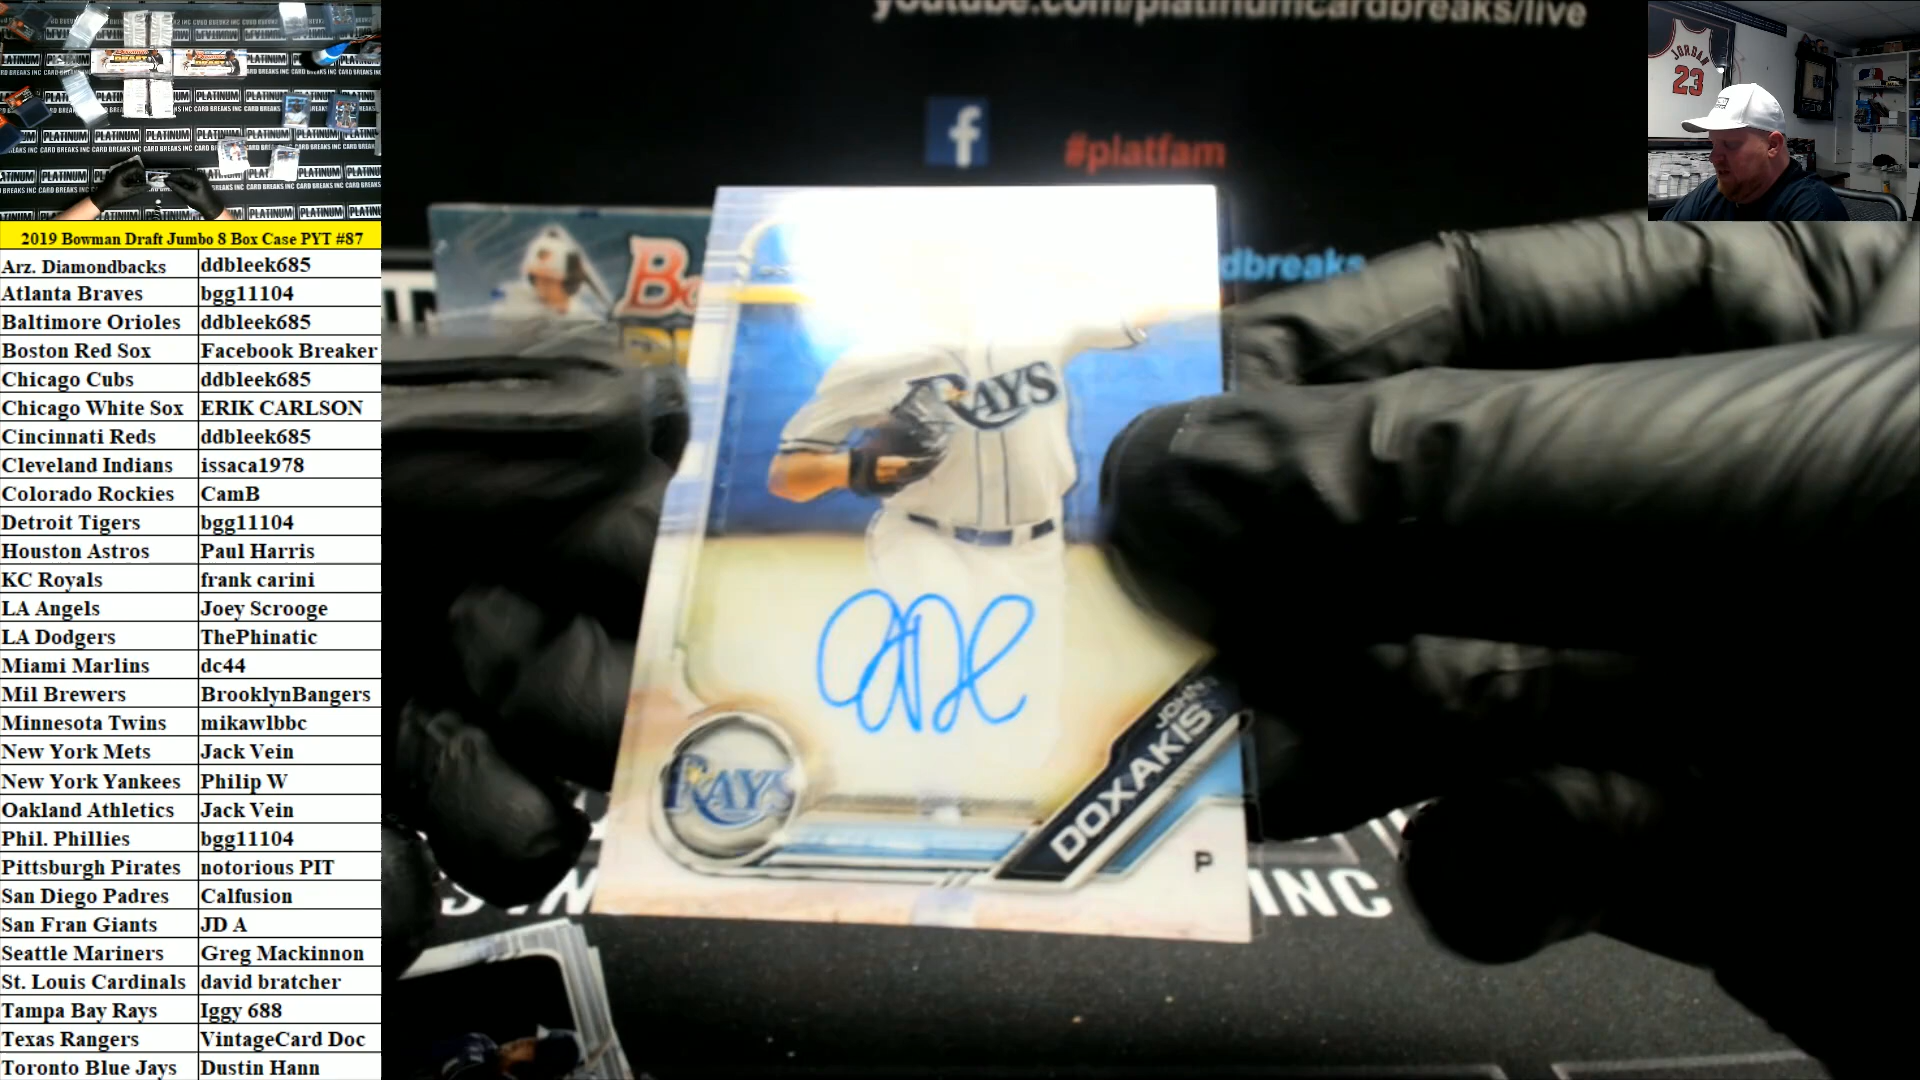 youtube.com/platinumcardbreaks/live
#platfam
dbreaks
JORDAN
23
PLATINUM
CARD BREAKS INC
2019 Bowman Draft Jumbo 8 Box Case PYT #87
Arz. Diamondbacks ddbleek685
Atlanta Braves bgg11104
Baltimore Orioles ddbleek685
Boston Red Sox Facebook Breaker
Chicago Cubs ddbleek685
Chicago White Sox ERIK CARLSON
Cincinnati Reds ddbleek685
Cleveland Indians issaca1978
Colorado Rockies CamB
Detroit Tigers bgg11104
Houston Astros Paul Harris
KC Royals frank carini
LA Angels Joey Scrooge
LA Dodgers ThePhinatic
Miami Marlins dc44
Mil Brewers BrooklynBangers
Minnesota Twins mikawlbbc
New York Mets Jack Vein
New York Yankees Philip W
Oakland Athletics Jack Vein
Phil. Phillies bgg11104
Pittsburgh Pirates notorious PIT
San Diego Padres Calfusion
San Fran Giants JD A
Seattle Mariners Greg Mackinnon
St. Louis Cardinals david bratcher
Tampa Bay Rays Iggy 688
Texas Rangers VintageCard Doc
Toronto Blue Jays Dustin Hann
Bo
RAYS
RAYS
JOHN
DOXAKIS
P
INC